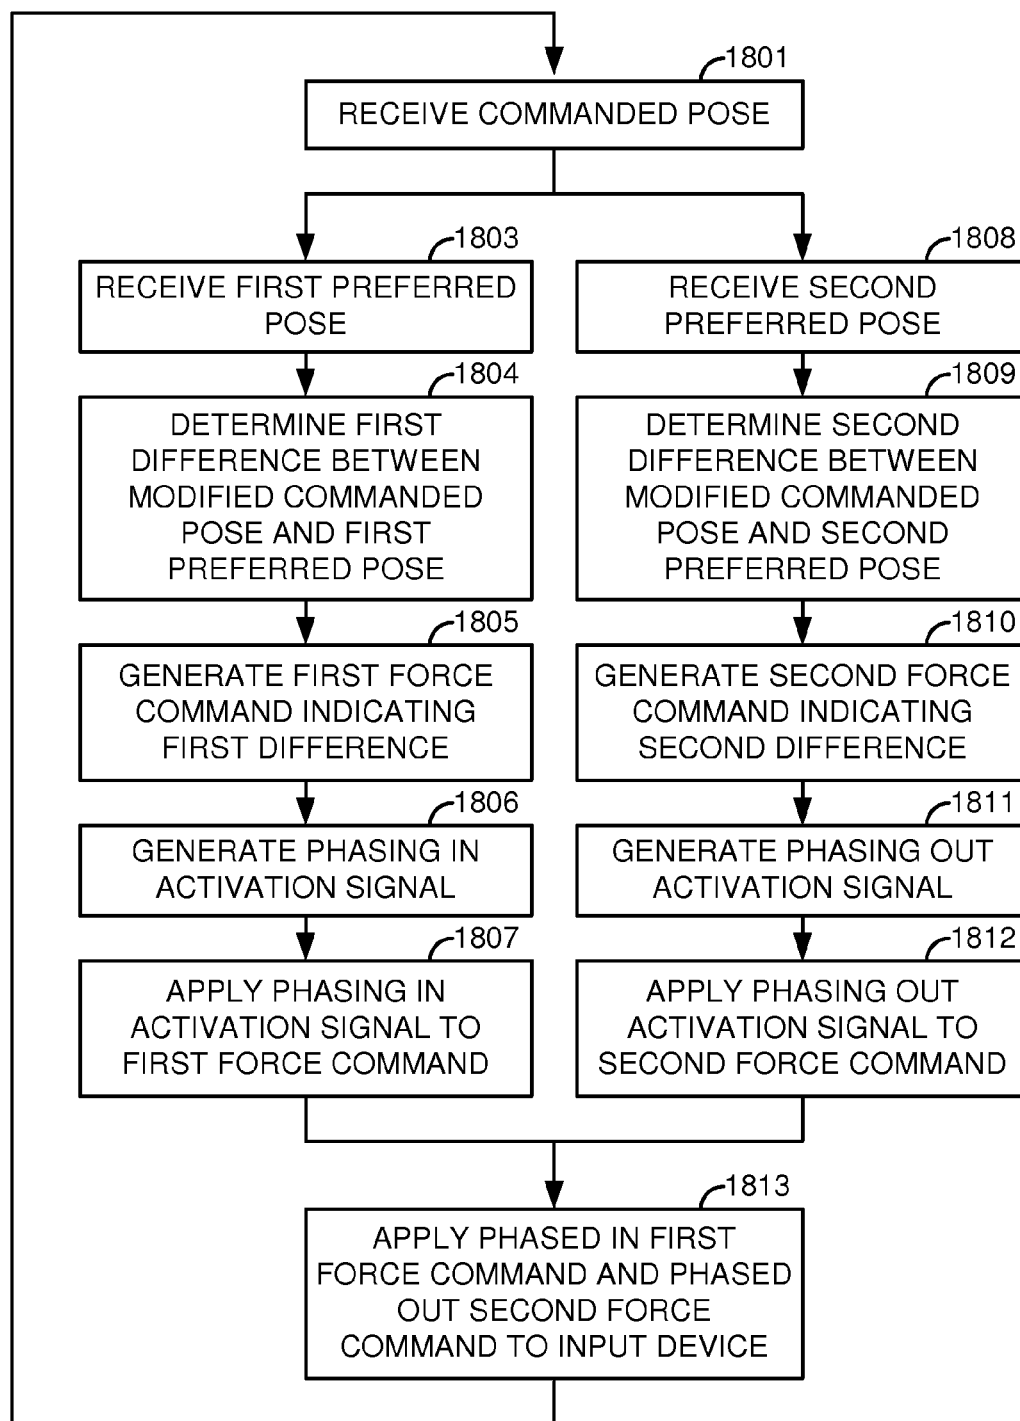 1801
RECEIVE COMMANDED POSE
1803
RECEIVE FIRST PREFERRED
POSE
1804
DETERMINE FIRST
DIFFERENCE BETWEEN
MODIFIED COMMANDED
POSE AND FIRST
PREFERRED POSE
1805
GENERATE FIRST FORCE
COMMAND INDICATING
FIRST DIFFERENCE
1806
GENERATE PHASING IN
ACTIVATION SIGNAL
1807
APPLY PHASING IN
ACTIVATION SIGNAL TO
FIRST FORCE COMMAND
1808
RECEIVE SECOND
PREFERRED POSE
1809
DETERMINE SECOND
DIFFERENCE BETWEEN
MODIFIED COMMANDED
POSE AND SECOND
PREFERRED POSE
1810
GENERATE SECOND FORCE
COMMAND INDICATING
SECOND DIFFERENCE
1811
GENERATE PHASING OUT
ACTIVATION SIGNAL
1812
APPLY PHASING OUT
ACTIVATION SIGNAL TO
SECOND FORCE COMMAND
1813
APPLY PHASED IN FIRST
FORCE COMMAND AND PHASED
OUT SECOND FORCE
COMMAND TO INPUT DEVICE